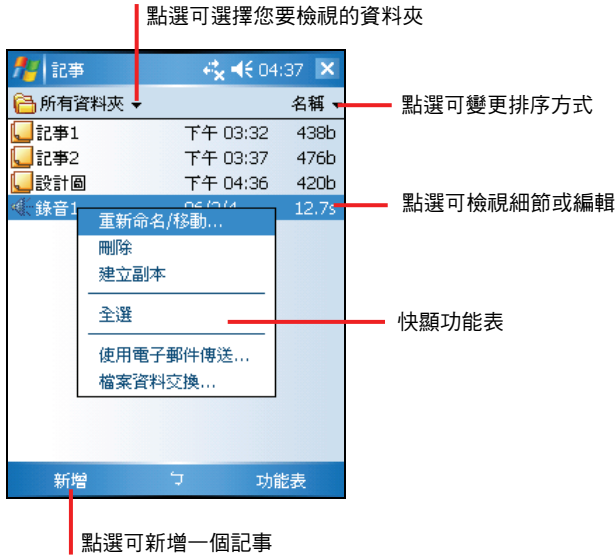 點選可選擇您要檢視的資料夾
記事 04:37
所有資料夾 名稱
點選可變更排序方式
記事1 下午 03:32 438b
記事2 下午 03:37 476b
設計圖 下午 04:36 420b
錄音1 12.7s
點選可檢視細節或編輯
重新命名/移動...
刪除
建立副本
全選
快顯功能表
使用電子郵件傳送...
檔案資料交換...
新增 ㄅ 功能表
點選可新增一個記事